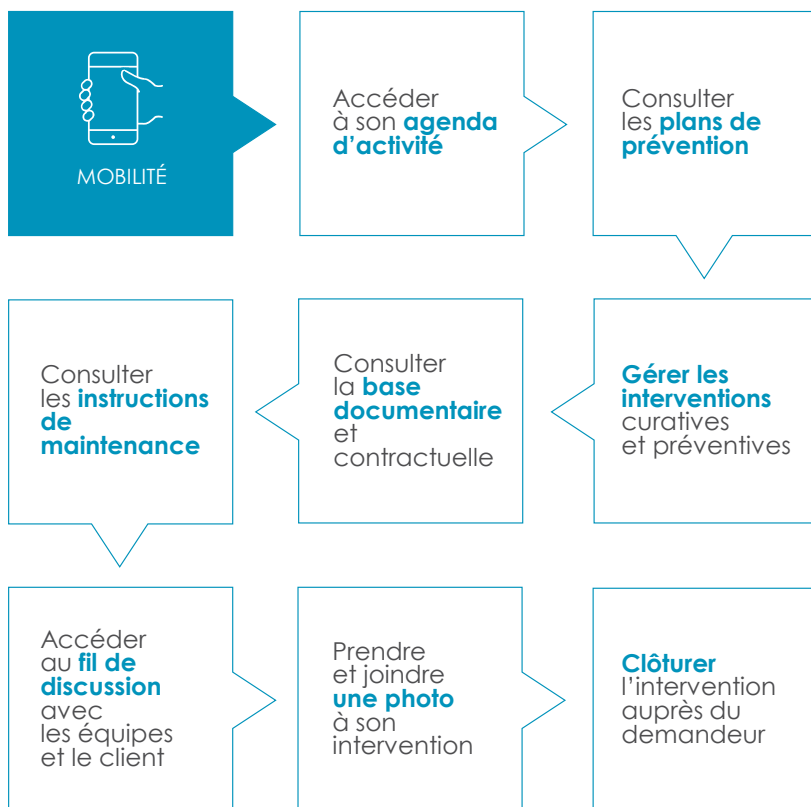 MOBILITÉ
Accéder
à son agenda
d’activité
Consulter
les plans de
prévention
Gérer les
interventions
curatives
et préventives
Consulter
la base
documentaire
et
contractuelle
Consulter
les instructions
de
maintenance
Accéder
au fil de
discussion
avec
les équipes
et le client
Prendre
et joindre
une photo
à son
intervention
Clôturer
l’intervention
auprès du
demandeur